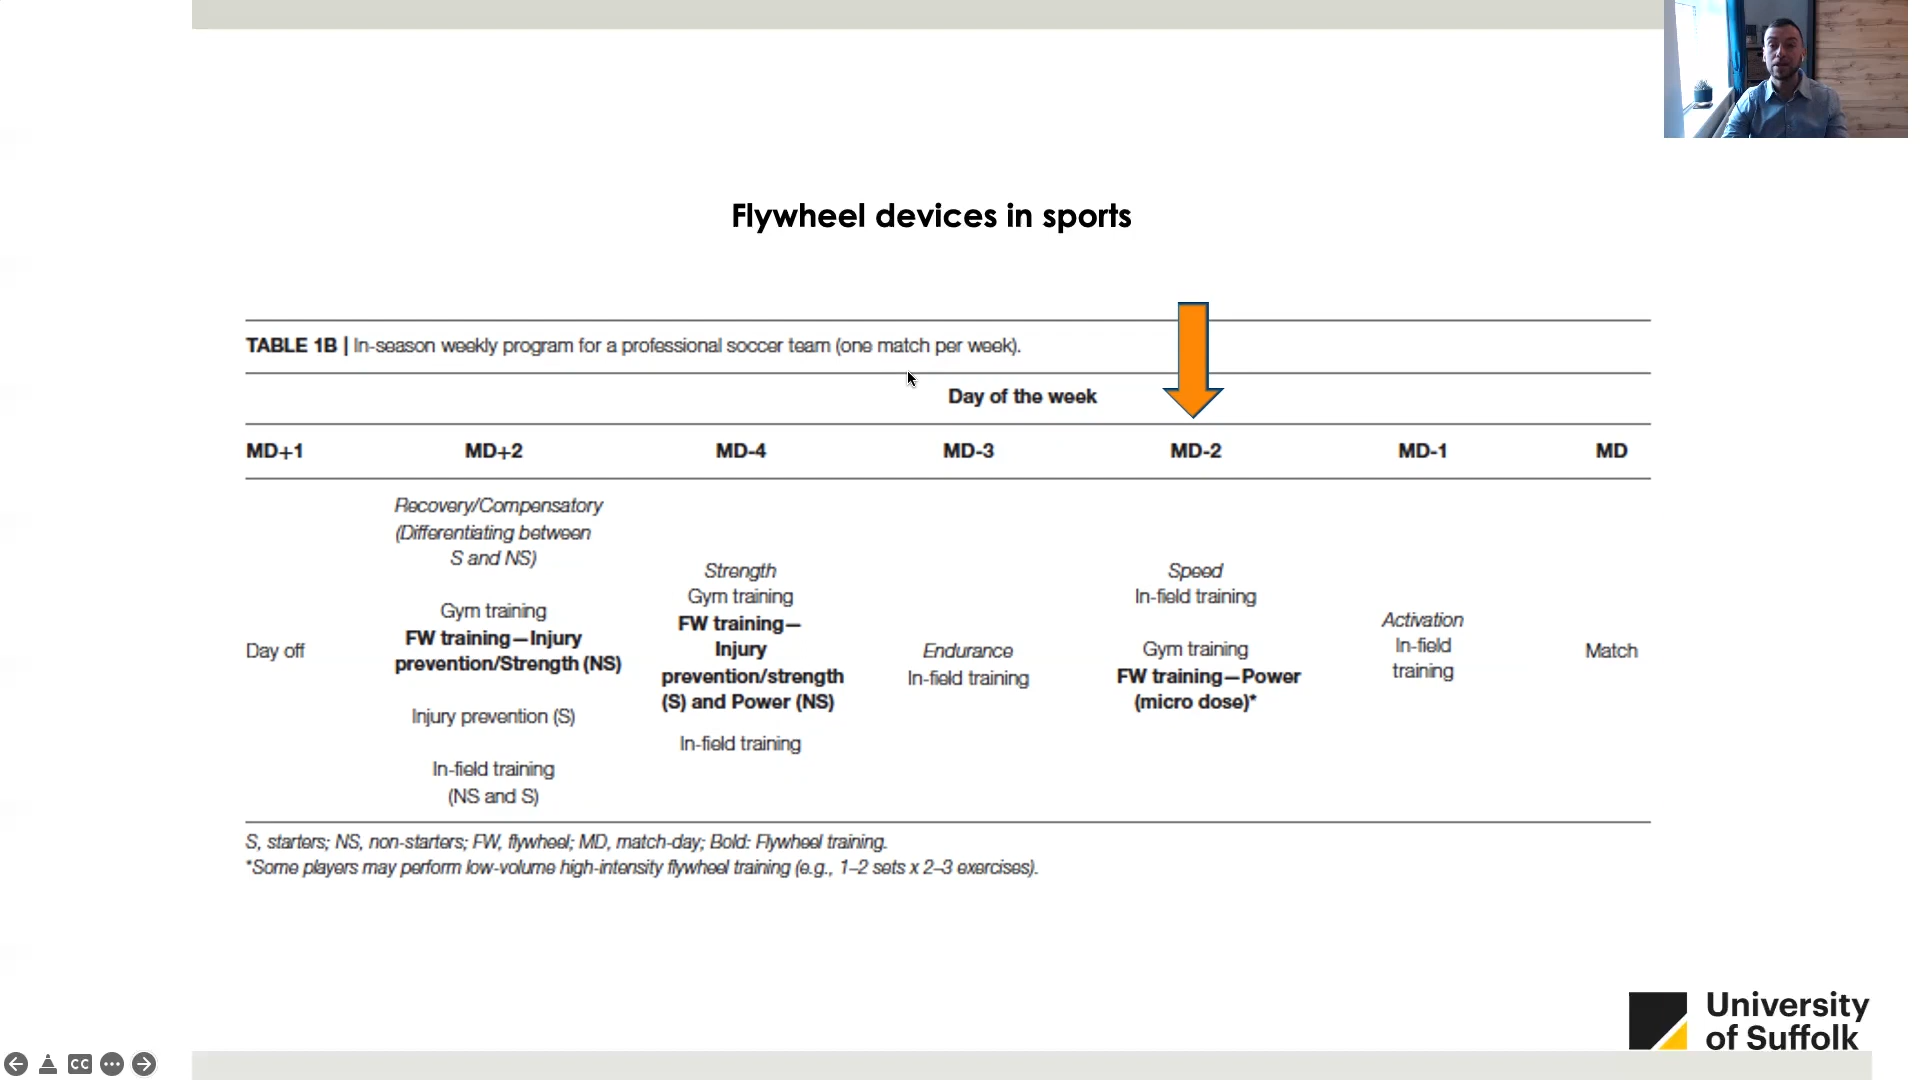 Flywheel devices in sports
TABLE 1B | In-season weekly program for a professional soccer team (one match per week).
Day of the week
MD+1 MD+2 MD-4 MD-3 MD-2 MD-1 MD
Day off
Recovery/Compensatory
(Differentiating between
S and NS)
Gym training
FW training—Injury
prevention/Strength (NS)
Injury prevention (S)
In-field training
(NS and S)
Strength
Gym training
FW training—
Injury
prevention/strength
(S) and Power (NS)
In-field training
Endurance
In-field training
Speed
In-field training
Gym training
FW training—Power
(micro dose)*
Activation
In-field
training
Match
S, starters; NS, non-starters; FW, flywheel; MD, match-day; Bold: Flywheel training.
*Some players may perform low-volume high-intensity flywheel training (e.g., 1–2 sets x 2–3 exercises).
University
of Suffolk
CC